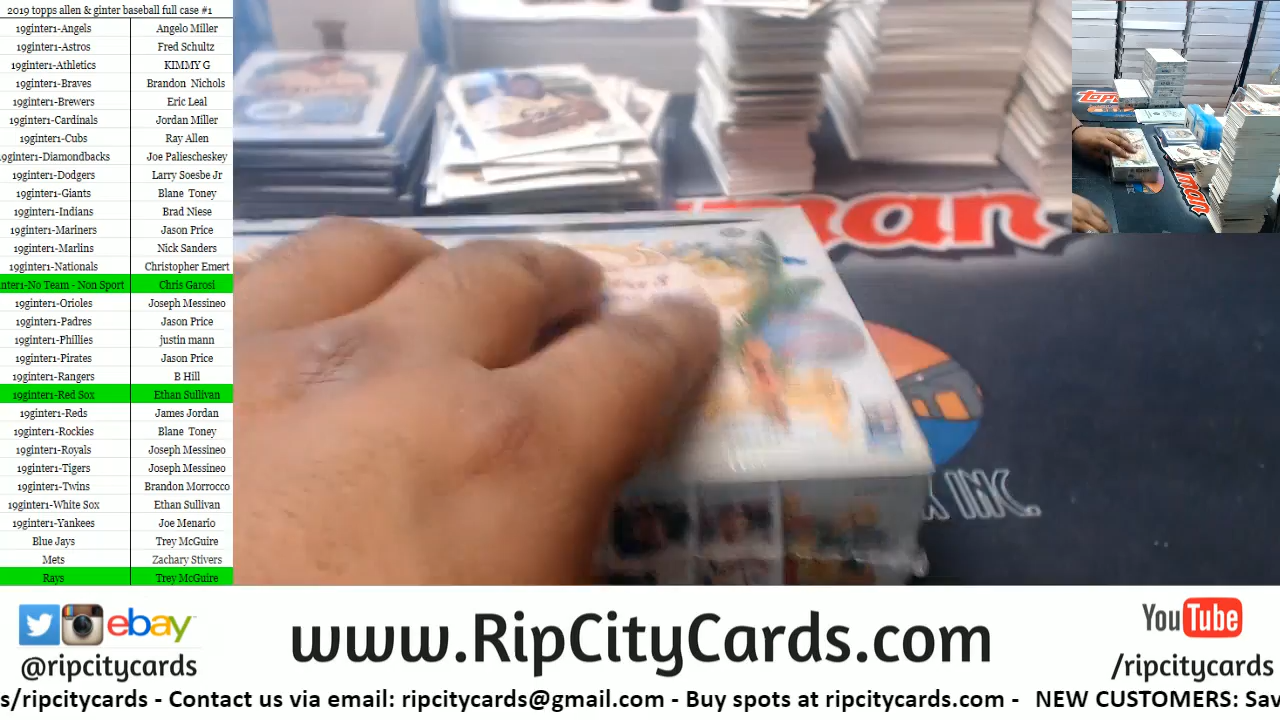 2019 topps allen & ginter baseball full case #1
19ginter1-Angels Angelo Miller
19ginter1-Astros Fred Schultz
19ginter1-Athletics KIMMY G
19ginter1-Braves Brandon Nichols
19ginter1-Brewers Eric Leal
19ginter1-Cardinals Jordan Miller
19ginter1-Cubs Ray Allen
9ginter1-Diamondbacks Joe Paliescheskey
19ginter1-Dodgers Larry Soesbe Jr
19ginter1-Giants Blane Toney
19ginter1-Indians Brad Niese
19ginter1-Mariners Jason Price
19ginter1-Marlins Nick Sanders
19ginter1-Nationals Christopher Emert
nter1-No Team - Non Sport Chris Garosi
19ginter1-Orioles Joseph Messineo
19ginter1-Padres Jason Price
19ginter1-Phillies justin mann
19ginter1-Pirates Jason Price
19ginter1-Rangers B Hill
19ginter1-Red Sox Ethan Sullivan
19ginter1-Reds James Jordan
19ginter1-Rockies Blane Toney
19ginter1-Royals Joseph Messineo
19ginter1-Tigers Joseph Messineo
19ginter1-Twins Brandon Morrocco
19ginter1-White Sox Ethan Sullivan
19ginter1-Yankees Joe Menario
Blue Jays Trey McGuire
Mets Zachary Stivers
Rays Trey McGuire
man
INC.
ebay
@ripcitycards
www.RipCityCards.com
YouTube
/ripcitycards
s/ripcitycards - Contact us via email: ripcitycards@gmail.com - Buy spots at ripcitycards.com - NEW CUSTOMERS: Sav